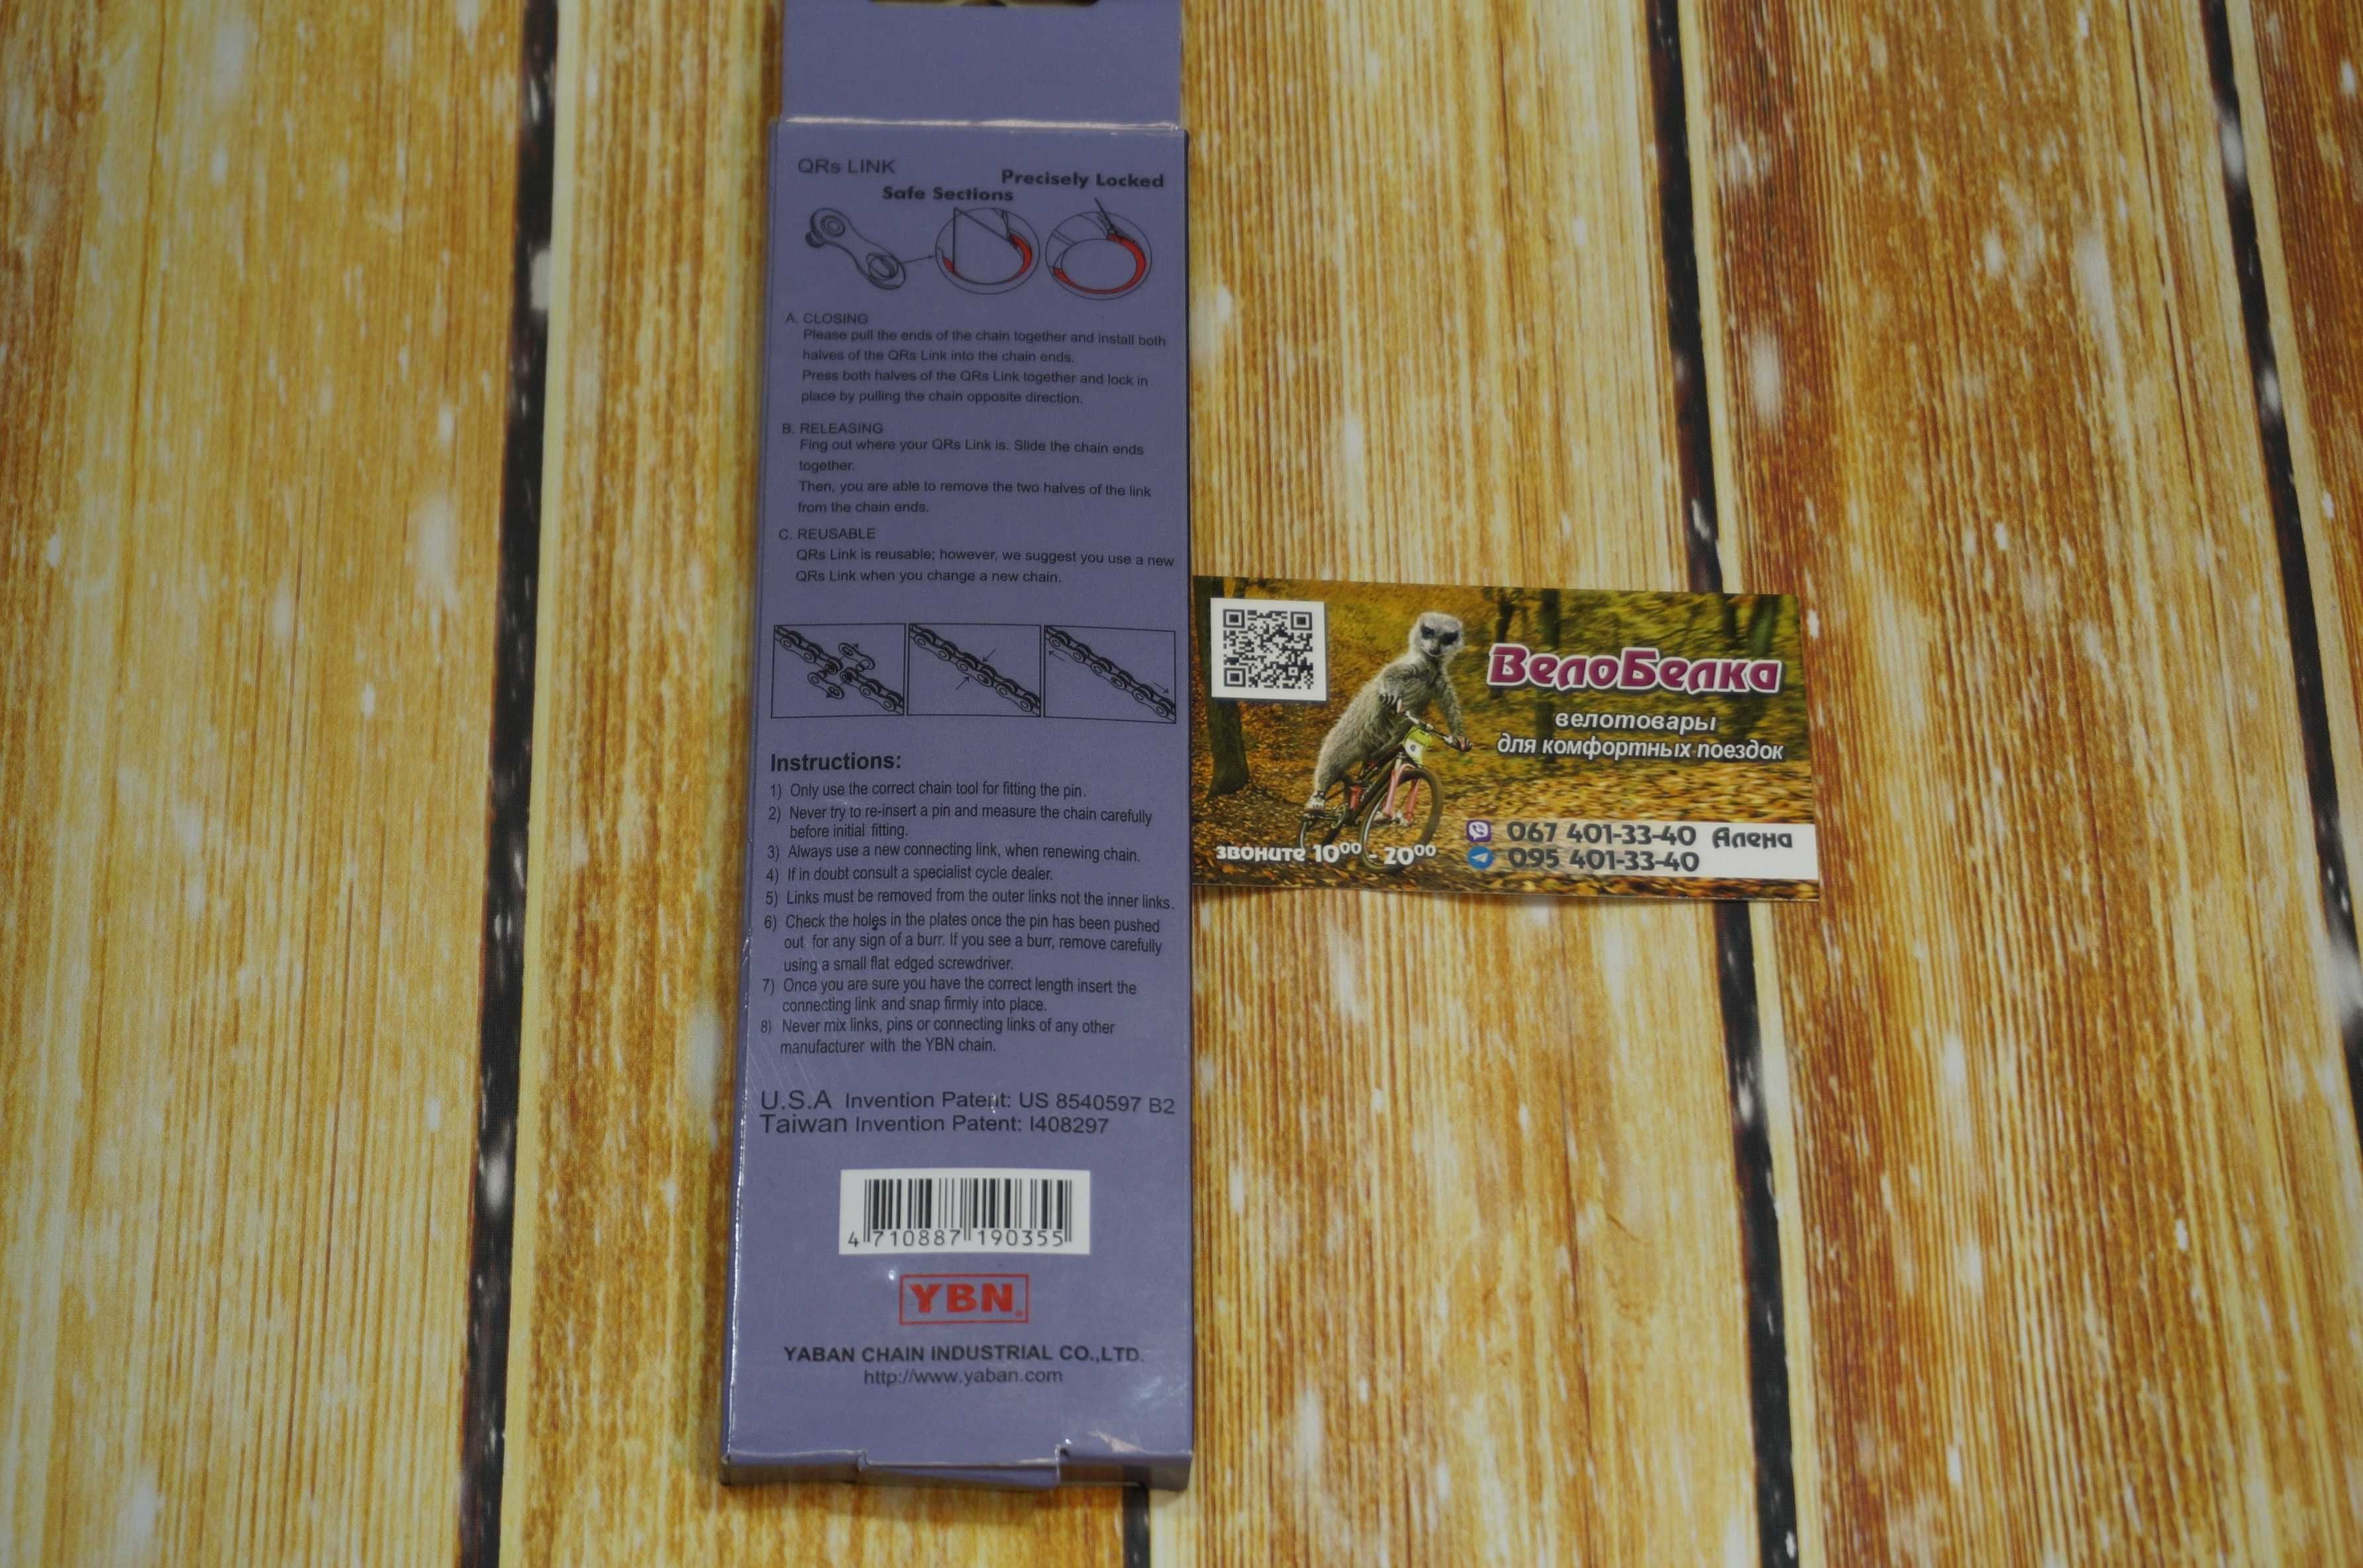 QRs LINK
Precisely Locked
Safe Sections
A. CLOSING
Please pull the ends of the chain together and install both
halves of the QRs Link into the chain ends.
Press both halves of the QRs Link together and lock in
place by pulling the chain opposite direction.
B. RELEASING
Fing out where your QRs Link is. Slide the chain ends
together.
Then, you are able to remove the two halves of the link
from the chain ends.
C. REUSABLE
QRs Link is reusable; however, we suggest you use a new
QRs Link when you change a new chain.
Instructions:
1) Only use the correct chain tool for fitting the pin.
2) Never try to re-insert a pin and measure the chain carefully
before initial fitting.
3) Always use a new connecting link, when renewing chain.
4) If in doubt consult a specialist cycle dealer.
5) Links must be removed from the outer links not the inner links.
6) Check the holes in the plates once the pin has been pushed
out for any sign of a burr. If you see a burr, remove carefully
using a small flat edged screwdriver.
7) Once you are sure you have the correct length insert the
connecting link and snap firmly into place.
8) Never mix links, pins or connecting links of any other
manufacturer with the YBN chain.
U.S.A Invention Patent: US 8540597 B2
Taiwan Invention Patent: I408297
4 710887 190355
YBN
YABAN CHAIN INDUSTRIAL CO.,LTD.
http://www.yaban.com
ВелоБелка
велотовары
для комфортных поездок
067 401-33-40 Алена
095 401-33-40
звоните 10⁰⁰ - 20⁰⁰